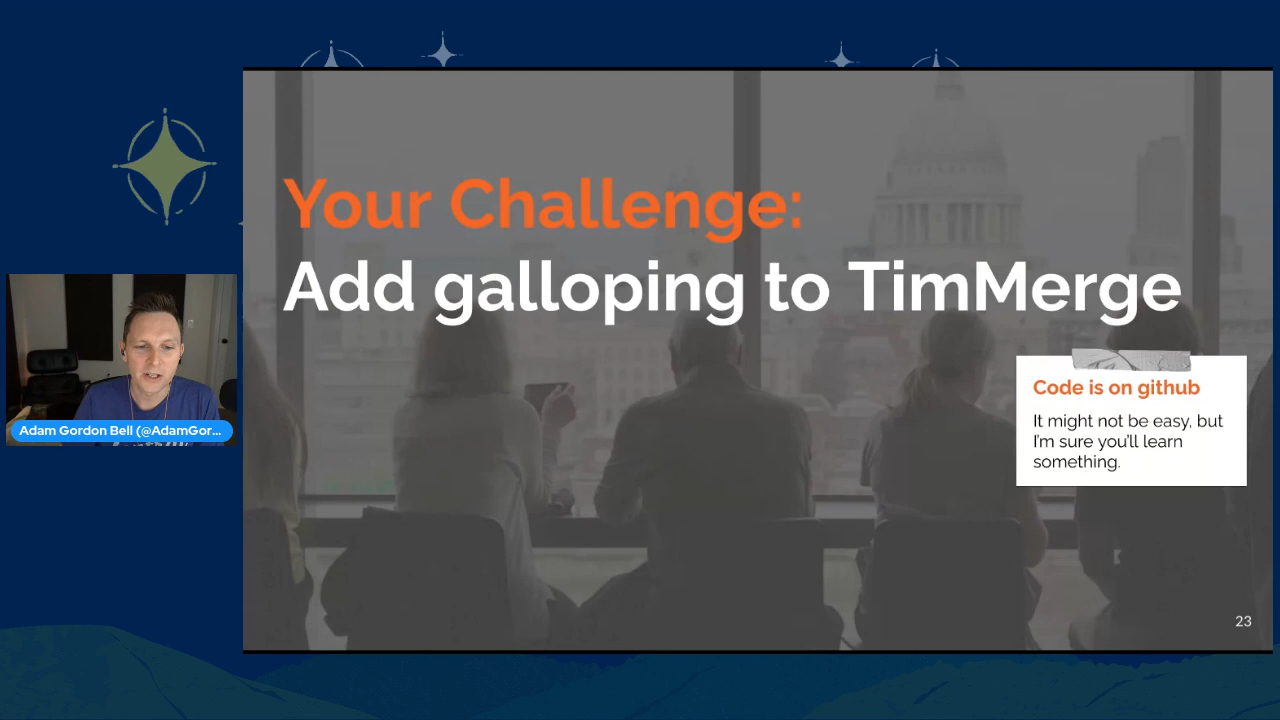 Your Challenge:
Add galloping to TimMerge
Code is on github
It might not be easy, but
I'm sure you'll learn
something.
Adam Gordon Bell (@AdamGor...
23